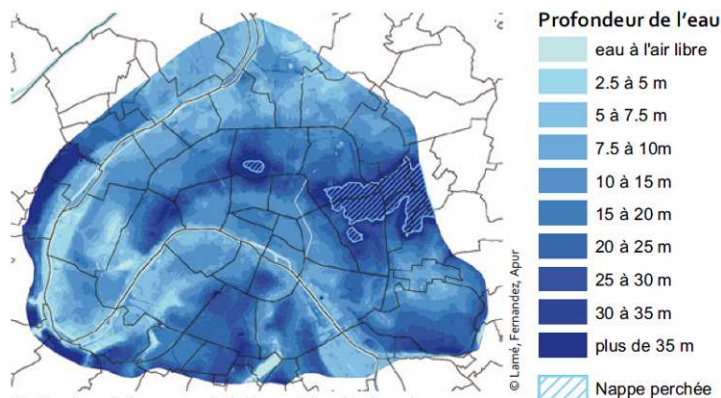 Profondeur de l'eau
eau à l'air libre
2.5 à 5 m
5 à 7.5 m
7.5 à 10m
10 à 15 m
15 à 20 m
20 à 25 m
25 à 30 m
30 à 35 m
plus de 35 m
Nappe perchée
© Lamé, Fernandez, Apur